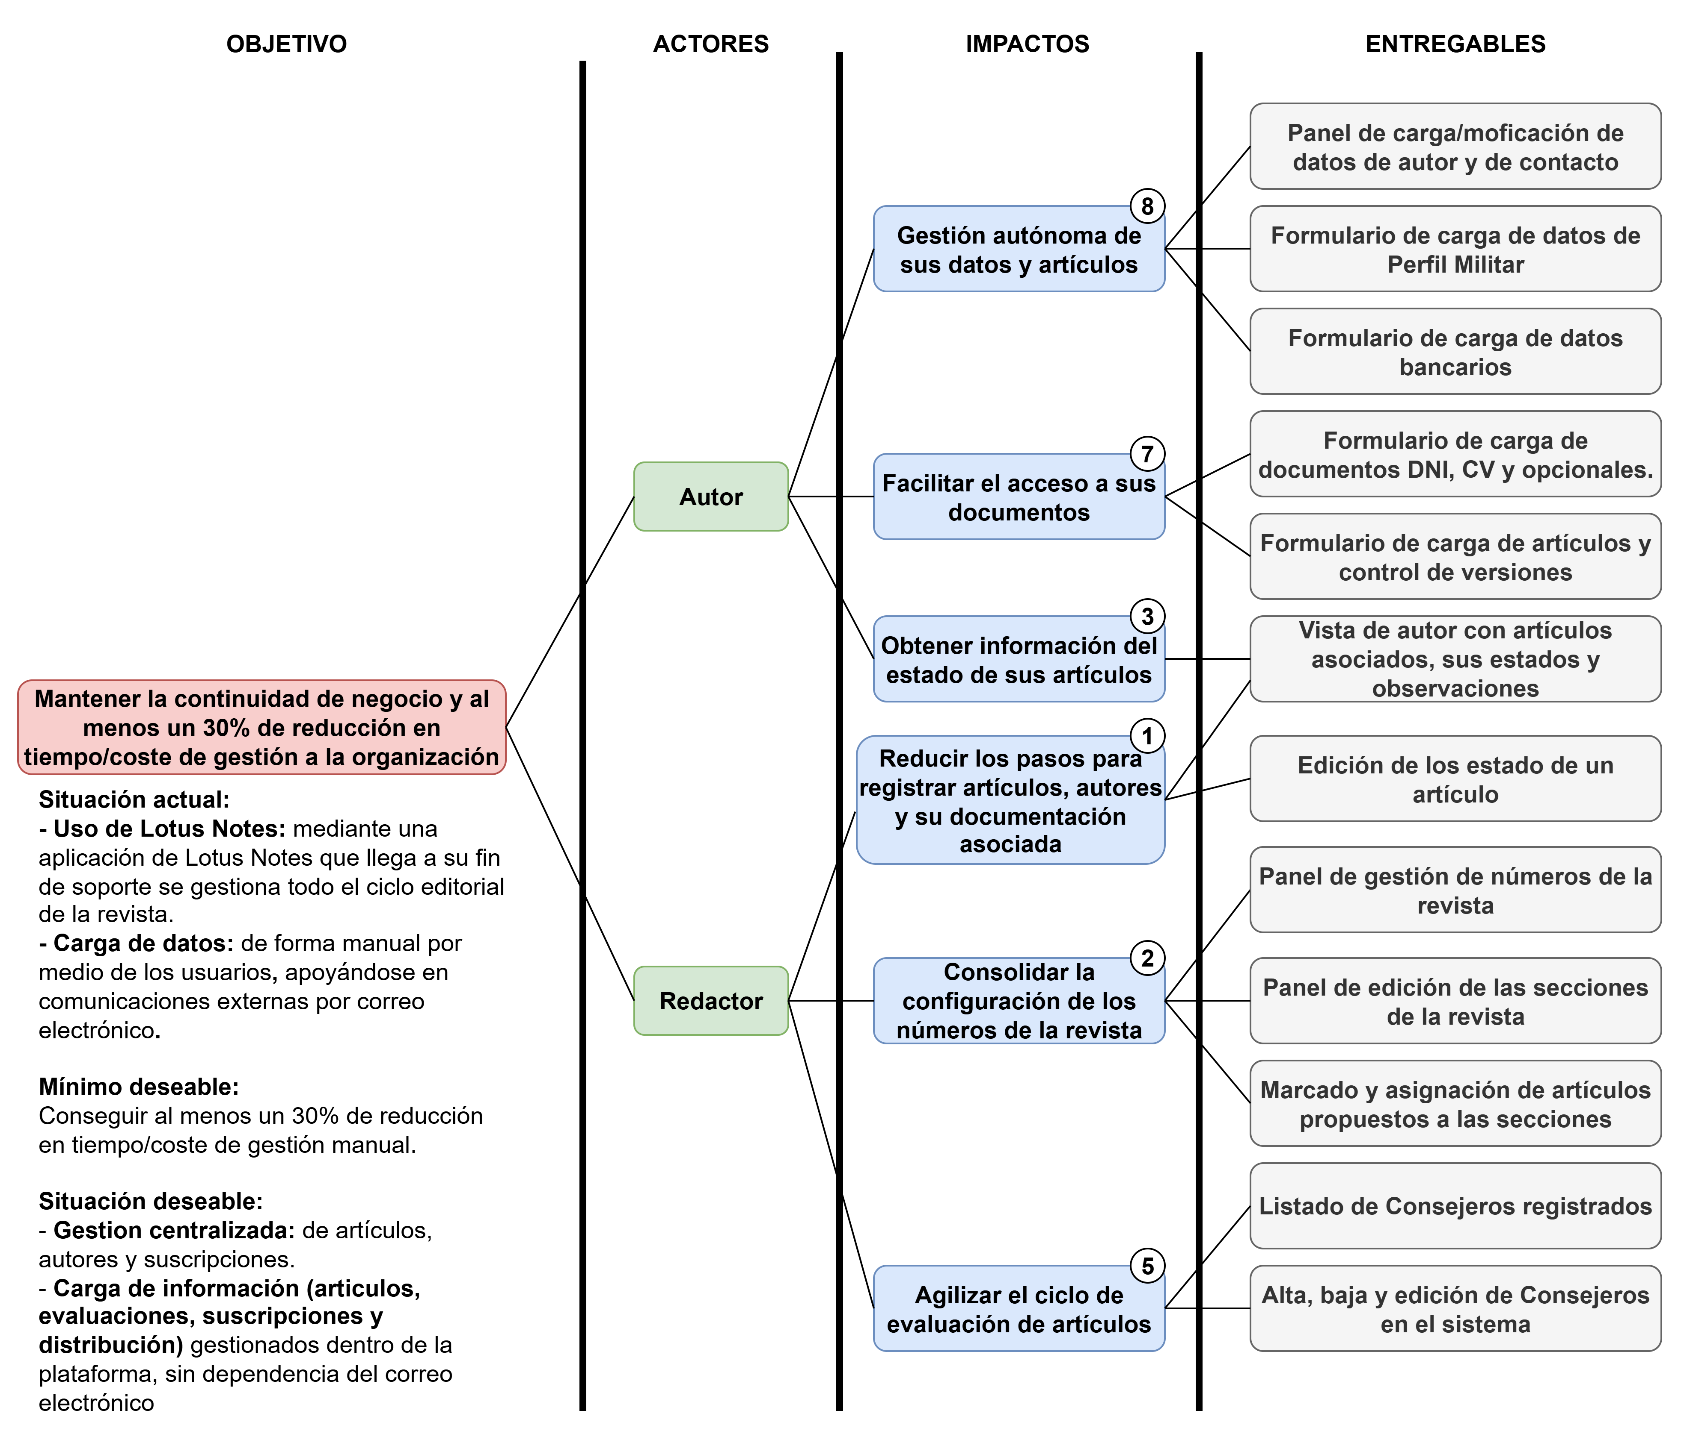 OBJETIVO
ACTORES
IMPACTOS
ENTREGABLES
Mantener la continuidad de negocio y al
menos un 30% de reducción en
tiempo/coste de gestión a la organización
Situación actual:
- Uso de Lotus Notes: mediante una
aplicación de Lotus Notes que llega a su fin
de soporte se gestiona todo el ciclo editorial
de la revista.
- Carga de datos: de forma manual por
medio de los usuarios, apoyándose en
comunicaciones externas por correo
electrónico.
Mínimo deseable:
Conseguir al menos un 30% de reducción
en tiempo/coste de gestión manual.
Situación deseable:
- Gestion centralizada: de artículos,
autores y suscripciones.
- Carga de información (articulos,
evaluaciones, suscripciones y
distribución) gestionados dentro de la
plataforma, sin dependencia del correo
electrónico
Autor
Redactor
8
Gestión autónoma de
sus datos y artículos
7
Facilitar el acceso a sus
documentos
3
Obtener información del
estado de sus artículos
1
Reducir los pasos para
registrar artículos, autores
y su documentación
asociada
2
Consolidar la
configuración de los
números de la revista
5
Agilizar el ciclo de
evaluación de artículos
Panel de carga/moficación de
datos de autor y de contacto
Formulario de carga de datos de
Perfil Militar
Formulario de carga de datos
bancarios
Formulario de carga de
documentos DNI, CV y opcionales.
Formulario de carga de artículos y
control de versiones
Vista de autor con artículos
asociados, sus estados y
observaciones
Edición de los estado de un
artículo
Panel de gestión de números de la
revista
Panel de edición de las secciones
de la revista
Marcado y asignación de artículos
propuestos a las secciones
Listado de Consejeros registrados
Alta, baja y edición de Consejeros
en el sistema